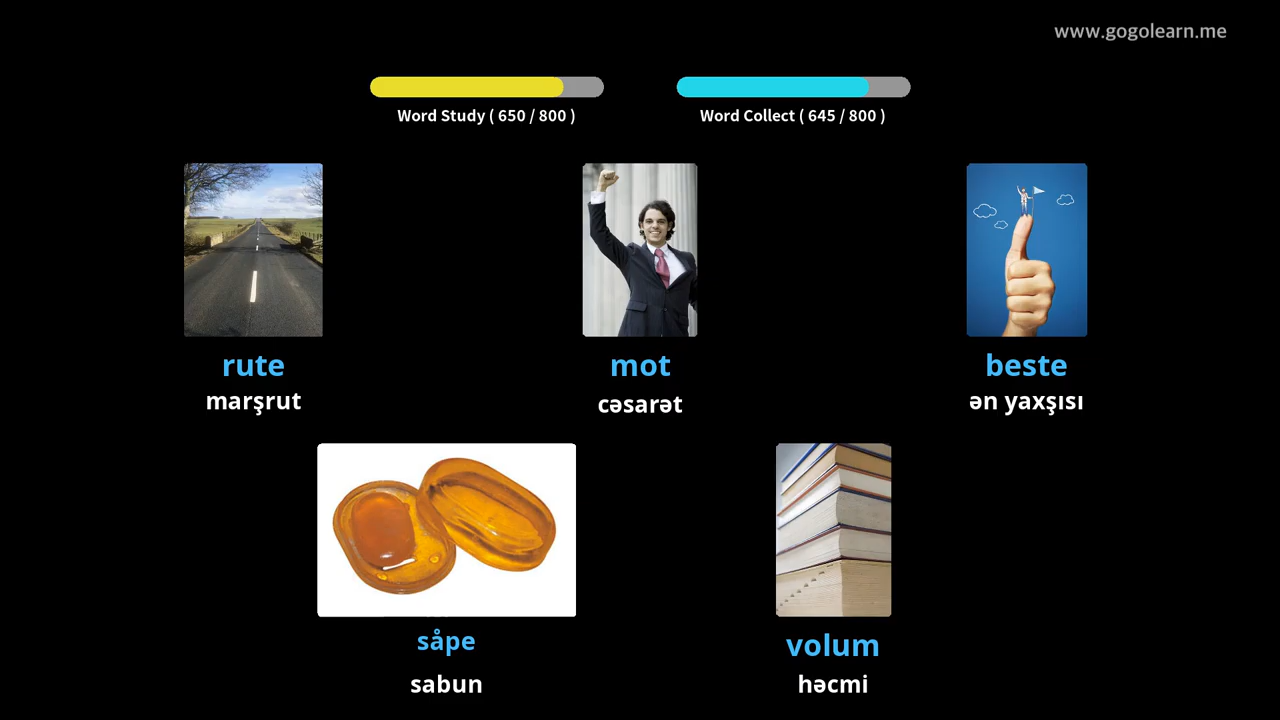 www.gogolearn.me
Word Study ( 650 / 800 )
Word Collect ( 645 / 800 )
rute
marşrut
mot
cəsarət
beste
ən yaxşısı
såpe
sabun
volum
həcmi